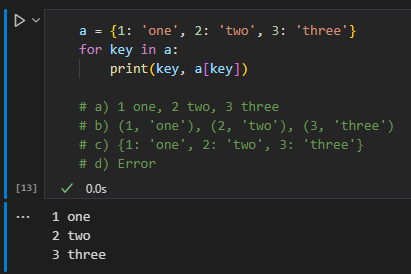 a = {1: 'one', 2: 'two', 3: 'three'}
for key in a:
    print(key, a[key])
# a) 1 one, 2 two, 3 three
# b) (1, 'one'), (2, 'two'), (3, 'three')
# c) {1: 'one', 2: 'two', 3: 'three'}
# d) Error
[13] 0.0s
... 1 one
2 two
3 three